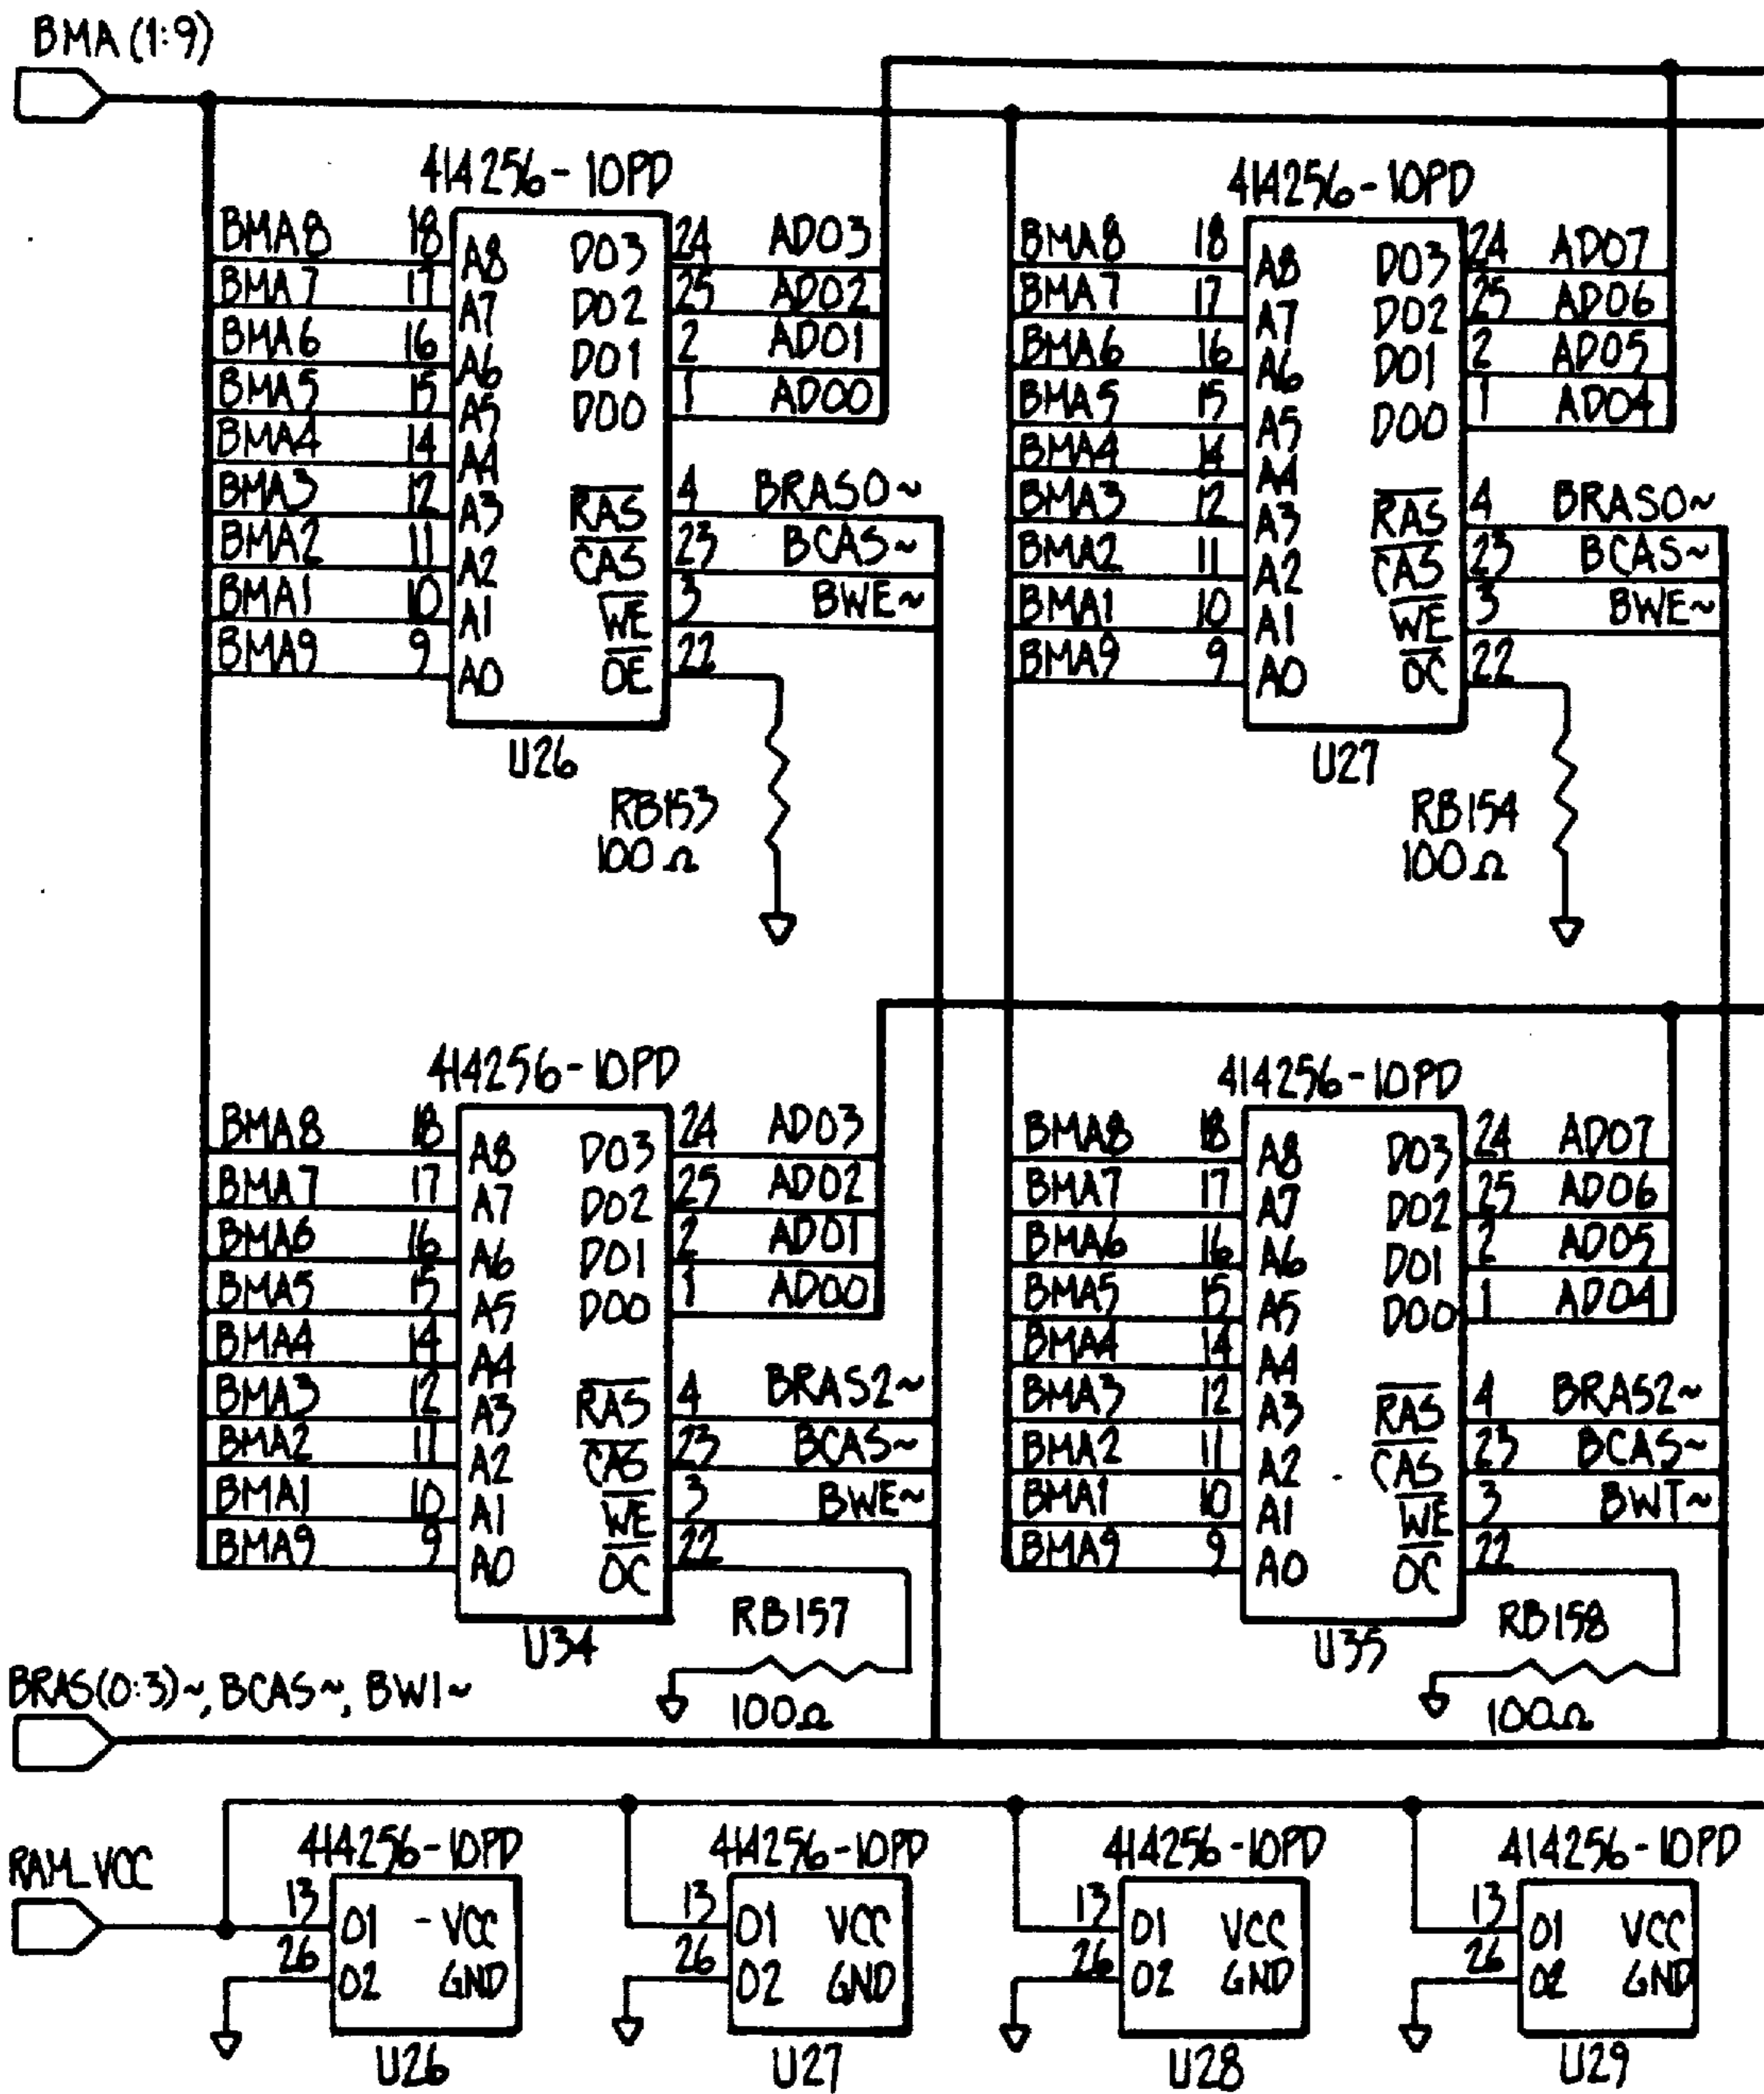 BMA (1:9)
414256-10PD
BMA8 18 A8 DO3 24 AD03
BMA7 17 A7 DO2 25 AD02
BMA6 16 A6 DO1 2 AD01
BMA5 15 A5 DO0 1 AD00
BMA4 14 A4
BMA3 12 A3 RAS 4 BRAS0~
BMA2 11 A2 CAS 23 BCAS~
BMA1 10 A1 WE 3 BWE~
BMA9 9 A0 OE 22
U26
RB153
100Ω
414256-10PD
BMA8 18 A8 DO3 24 AD07
BMA7 17 A7 DO2 25 AD06
BMA6 16 A6 DO1 2 AD05
BMA5 15 A5 DO0 1 AD04
BMA4 14 A4
BMA3 12 A3 RAS 4 BRAS0~
BMA2 11 A2 CAS 23 BCAS~
BMA1 10 A1 WE 3 BWE~
BMA9 9 A0 OC 22
U27
RB154
100Ω
414256-10PD
BMA8 18 A8 DO3 24 AD03
BMA7 17 A7 DO2 25 AD02
BMA6 16 A6 DO1 2 AD01
BMA5 15 A5 DO0 1 AD00
BMA4 14 A4
BMA3 12 A3 RAS 4 BRAS2~
BMA2 11 A2 CAS 23 BCAS~
BMA1 10 A1 WE 3 BWE~
BMA9 9 A0 OC 22
U34
RB157
100Ω
414256-10PD
BMA8 18 A8 DO3 24 AD07
BMA7 17 A7 DO2 25 AD06
BMA6 16 A6 DO1 2 AD05
BMA5 15 A5 DO0 1 AD04
BMA4 14 A4
BMA3 12 A3 RAS 4 BRAS2~
BMA2 11 A2 CAS 23 BCAS~
BMA1 10 A1 WE 3 BWT~
BMA9 9 A0 OC 22
U35
RB158
100Ω
BRAS(0:3)~, BCAS~, BW1~
RAM_VCC
414256-10PD
13 01 -VCC
26 02 GND
U26
414256-10PD
13 01 VCC
26 02 GND
U27
414256-10PD
13 01 VCC
26 02 GND
U28
414256-10PD
13 01 VCC
26 02 GND
U29